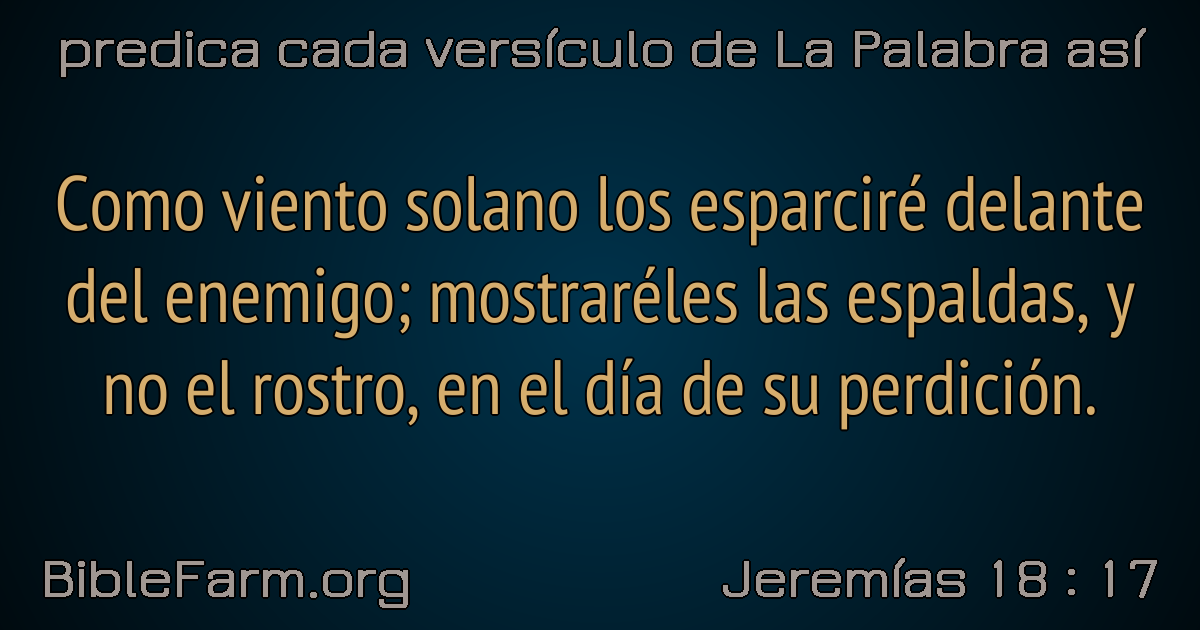 predica cada versículo de La Palabra así
Como viento solano los esparciré delante
del enemigo; mostraréles las espaldas, y
no el rostro, en el día de su perdición.
BibleFarm.org
Jeremías 18 : 17